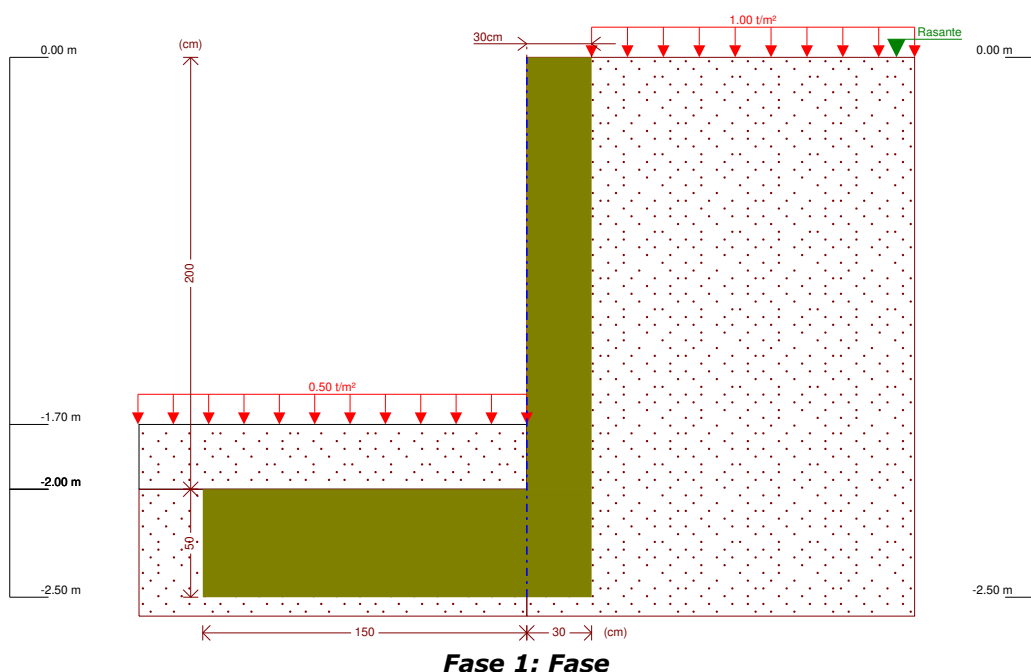 1.00 t/m²
Rasante
30cm
(cm)
0.00 m
0.00 m
200
0.50 t/m²
-1.70 m
-2.00 m
50
-2.50 m
-2.50 m
150
30
(cm)
Fase 1: Fase